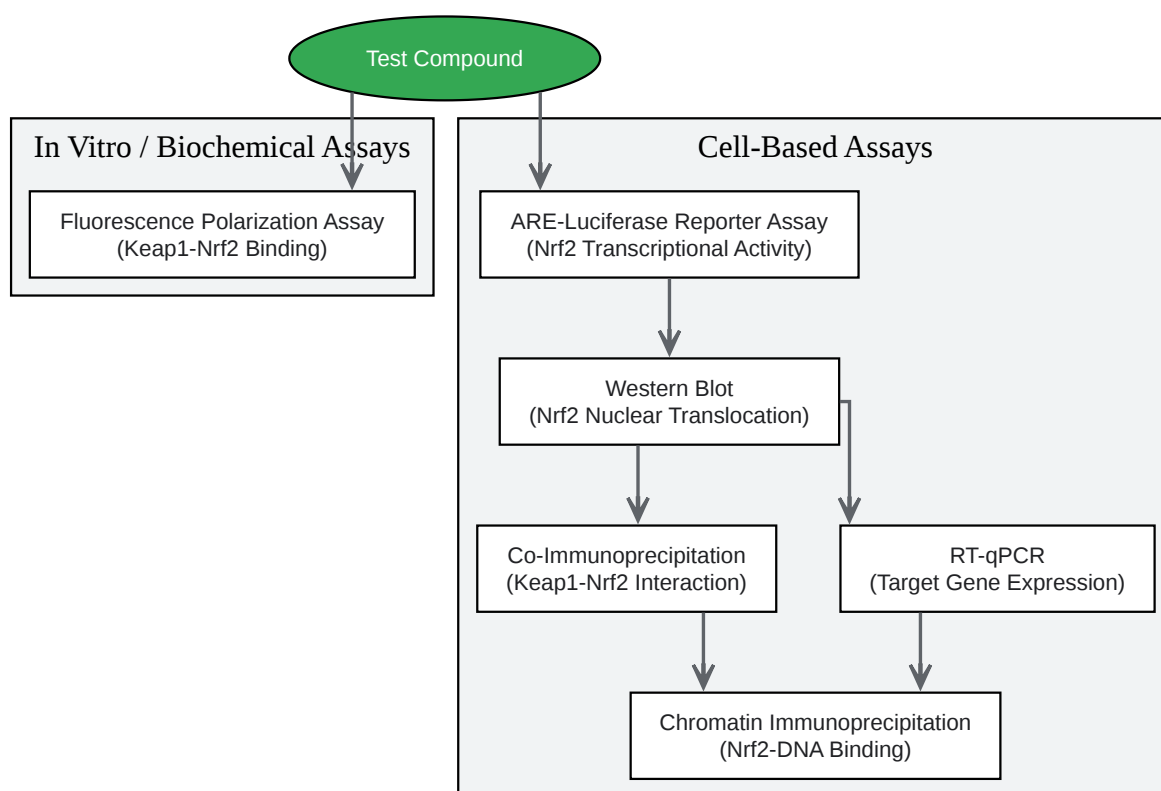 Test Compound
In Vitro / Biochemical Assays
Fluorescence Polarization Assay
(Keap1-Nrf2 Binding)
Cell-Based Assays
ARE-Luciferase Reporter Assay
(Nrf2 Transcriptional Activity)
Western Blot
(Nrf2 Nuclear Translocation)
Co-Immunoprecipitation
(Keap1-Nrf2 Interaction)
RT-qPCR
(Target Gene Expression)
Chromatin Immunoprecipitation
(Nrf2-DNA Binding)